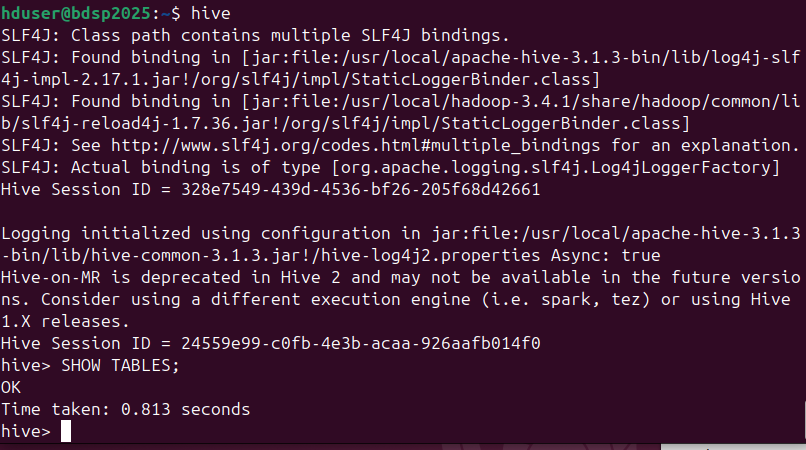 hduser@bdsp2025:~$ hive
SLF4J: Class path contains multiple SLF4J bindings.
SLF4J: Found binding in [jar:file:/usr/local/apache-hive-3.1.3-bin/lib/log4j-slf
4j-impl-2.17.1.jar!/org/slf4j/impl/StaticLoggerBinder.class]
SLF4J: Found binding in [jar:file:/usr/local/hadoop-3.4.1/share/hadoop/common/li
b/slf4j-reload4j-1.7.36.jar!/org/slf4j/impl/StaticLoggerBinder.class]
SLF4J: See http://www.slf4j.org/codes.html#multiple_bindings for an explanation.
SLF4J: Actual binding is of type [org.apache.logging.slf4j.Log4jLoggerFactory]
Hive Session ID = 328e7549-439d-4536-bf26-205f68d42661
Logging initialized using configuration in jar:file:/usr/local/apache-hive-3.1.3
-bin/lib/hive-common-3.1.3.jar!/hive-log4j2.properties Async: true
Hive-on-MR is deprecated in Hive 2 and may not be available in the future versio
ns. Consider using a different execution engine (i.e. spark, tez) or using Hive
1.X releases.
Hive Session ID = 24559e99-c0fb-4e3b-acaa-926aafb014f0
hive> SHOW TABLES;
OK
Time taken: 0.813 seconds
hive>